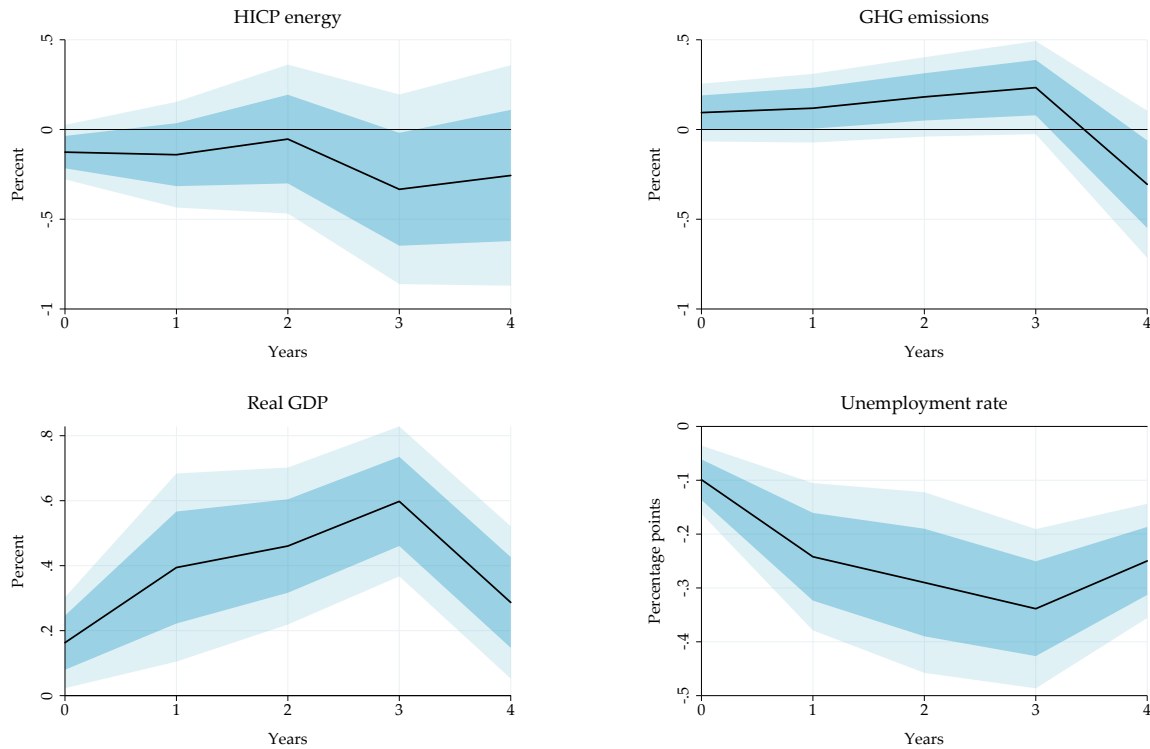 HICP energy
.5
0
-.5
-1
Percent
0 1 2 3 4
Years
GHG emissions
.5
0
-.5
-1
Percent
0 1 2 3 4
Years
Real GDP
.8
.6
.4
.2
0
Percent
0 1 2 3 4
Years
Unemployment rate
0
-.1
-.2
-.3
-.4
-.5
Percentage points
0 1 2 3 4
Years